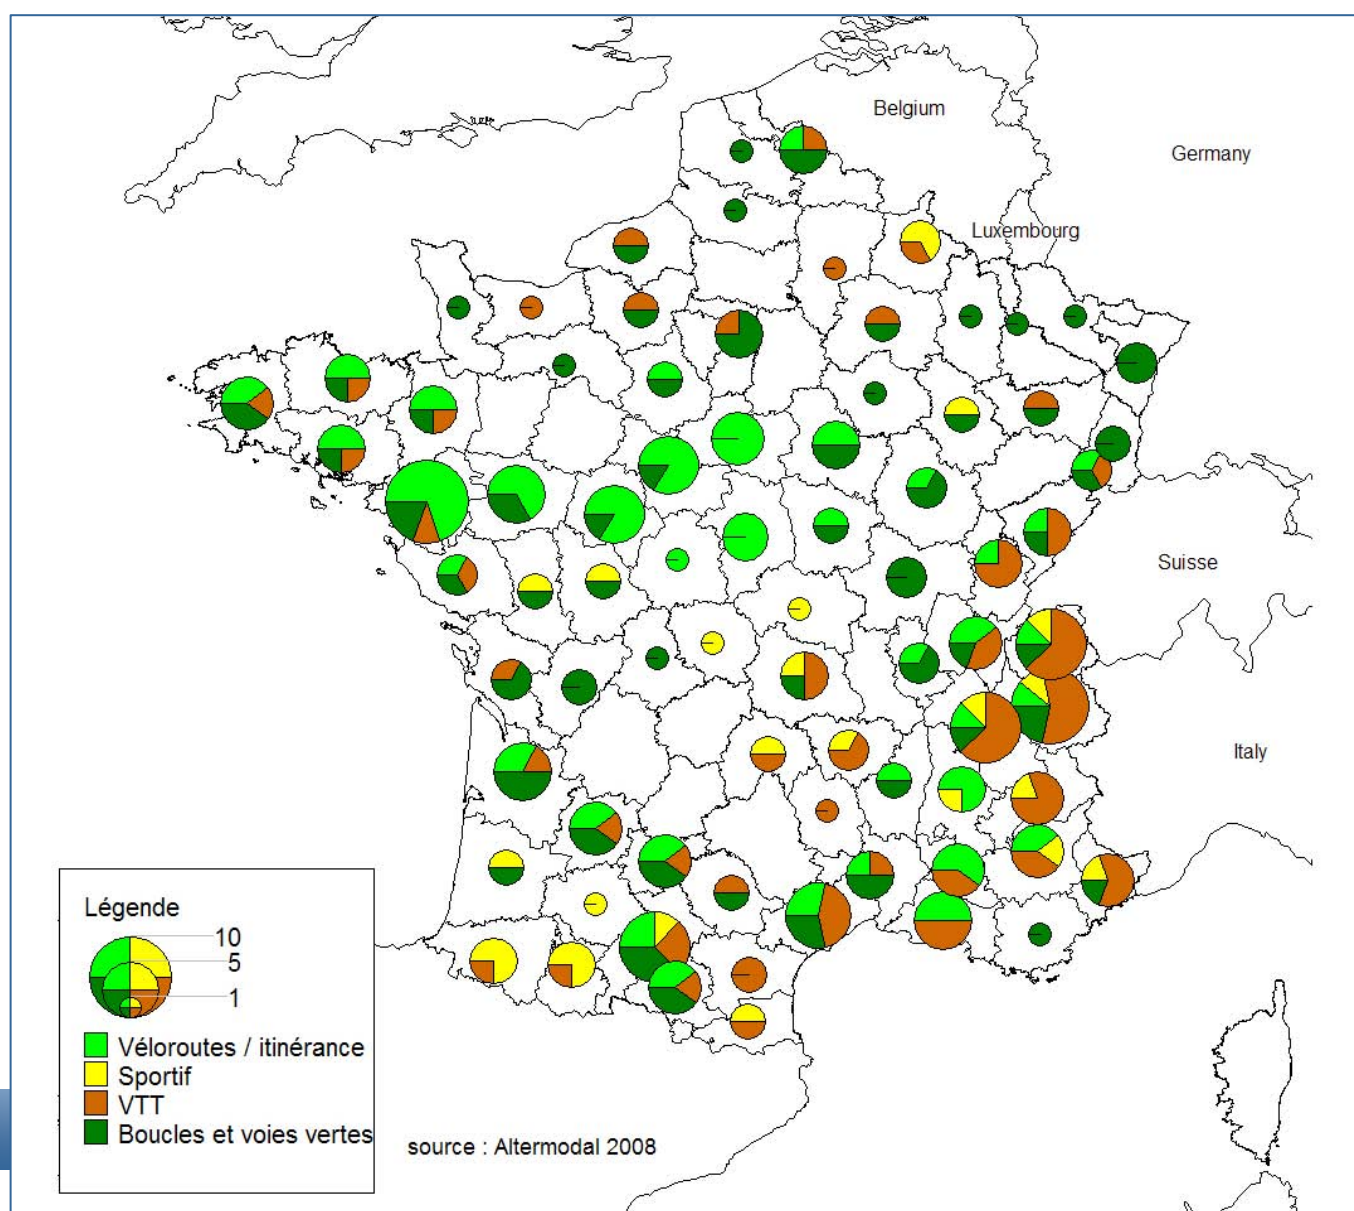 Belgium
Germany
Luxembourg
Suisse
Italy
Légende
10
5
1
Véloroutes / itinérance
Sportif
VTT
Boucles et voies vertes
source : Altermodal 2008